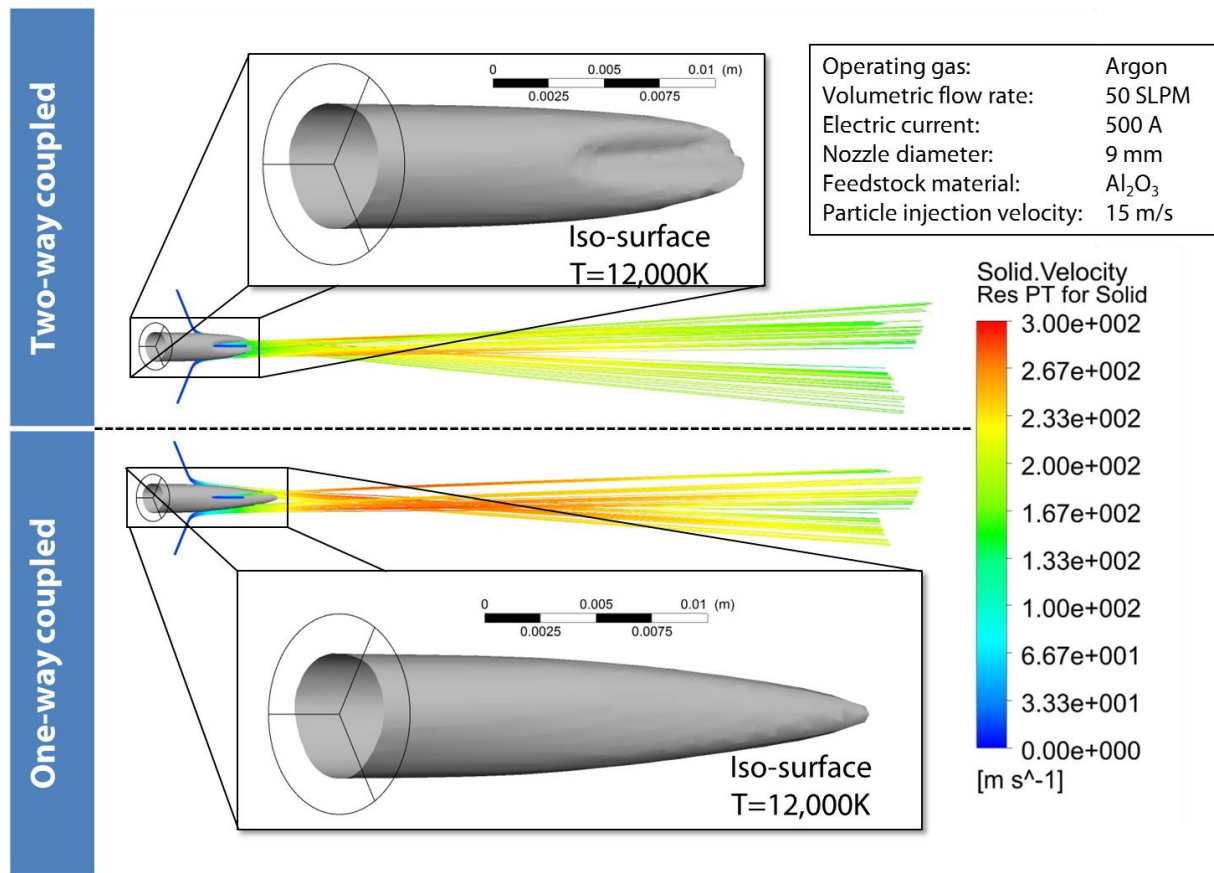 Two-way coupled
0 0.005 0.01 (m)
0.0025 0.0075
Iso-surface
T=12,000K
Operating gas: Argon
Volumetric flow rate: 50 SLPM
Electric current: 500 A
Nozzle diameter: 9 mm
Feedstock material: Al₂O₃
Particle injection velocity: 15 m/s
Solid.Velocity
Res PT for Solid
3.00e+002
2.67e+002
2.33e+002
2.00e+002
1.67e+002
1.33e+002
1.00e+002
6.67e+001
3.33e+001
0.00e+000
[m s^-1]
One-way coupled
0 0.005 0.01 (m)
0.0025 0.0075
Iso-surface
T=12,000K